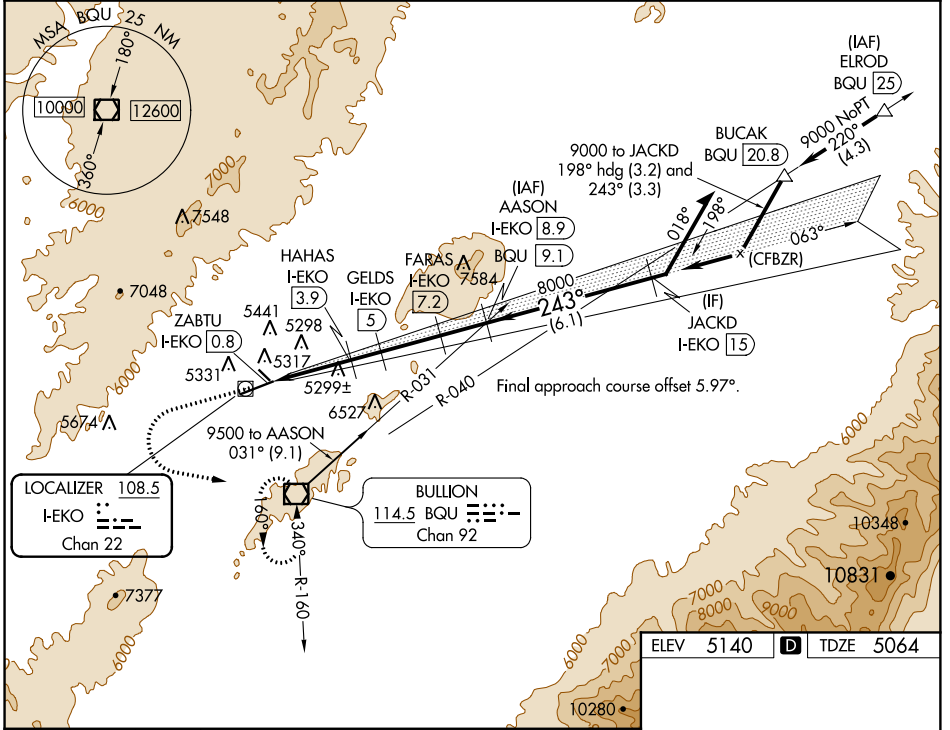 MSA BQU 25 NM
180°
10000
12600
360°
(IAF)
ELROD
BQU 25
9000 NoPT
220°
(4.3)
BUCAK
BQU 20.8
9000 to JACKD
198° hdg (3.2) and
243° (3.3)
7000
6000
7548
7048
6000
(IAF)
AASON
I-EKO 8.9
BQU 9.1
018°
198°
063°
(CFBZR)
HAHAS
I-EKO
3.9
GELDS
I-EKO
5
FARAS
I-EKO
7.2
7584
8000
243°
(6.1)
(IF)
JACKD
I-EKO 15
ZABTU
I-EKO 0.8
5441
5298
5317
5331
5299±
6527
5674
R-031
R-040
Final approach course offset 5.97°.
9500 to AASON
031° (9.1)
6000
LOCALIZER 108.5
I-EKO
Chan 22
BULLION
114.5 BQU
Chan 92
160°
340°
R-160
7377
6000
10348
10831
7000
8000
9000
6000
7000
10280
ELEV 5140 D TDZE 5064